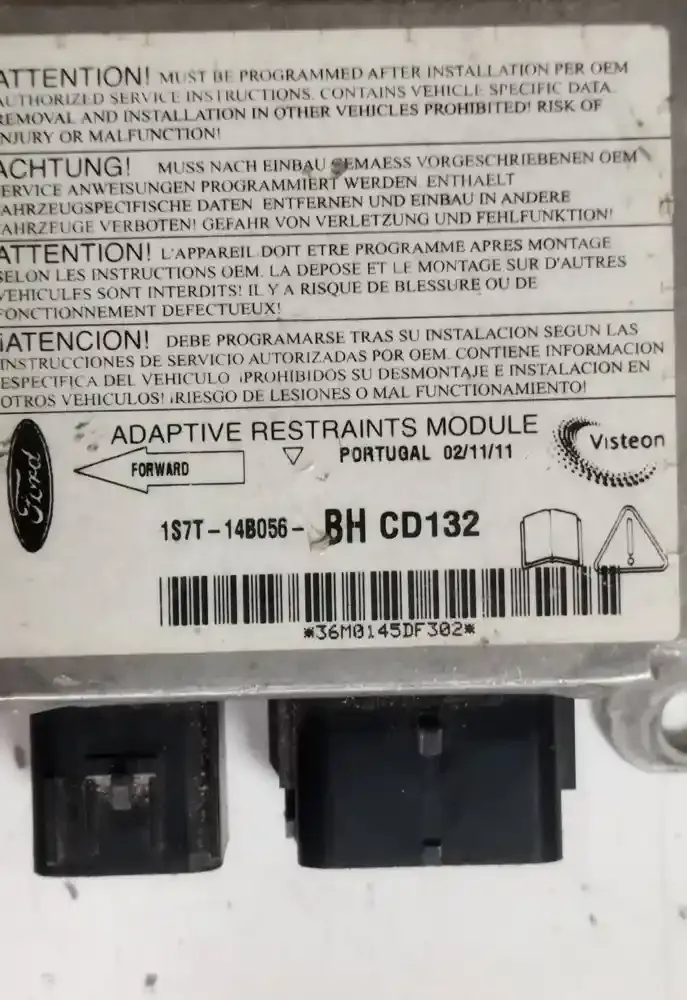 ATTENTION! MUST BE PROGRAMMED AFTER INSTALLATION PER OEM
AUTHORIZED SERVICE INSTRUCTIONS. CONTAINS VEHICLE SPECIFIC DATA.
REMOVAL AND INSTALLATION IN OTHER VEHICLES PROHIBITED! RISK OF
INJURY OR MALFUNCTION!
ACHTUNG! MUSS NACH EINBAU GEMAESS VORGESCHRIEBENEN OEM
SERVICE ANWEISUNGEN PROGRAMMIERT WERDEN. ENTHAELT
FAHRZEUGSPECIFISCHE DATEN. ENTFERNEN UND EINBAU IN ANDERE
FAHRZEUGE VERBOTEN! GEFAHR VON VERLETZUNG UND FEHLFUNKTION!
ATTENTION! L'APPAREIL DOIT ETRE PROGRAMME APRES MONTAGE
SELON LES INSTRUCTIONS OEM. LA DEPOSE ET LE MONTAGE SUR D'AUTRES
VEHICULES SONT INTERDITS! IL Y A RISQUE DE BLESSURE OU DE
FONCTIONNEMENT DEFECTUEUX!
¡ATENCION! DEBE PROGRAMARSE TRAS SU INSTALACION SEGUN LAS
INSTRUCCIONES DE SERVICIO AUTORIZADAS POR OEM. CONTIENE INFORMACION
ESPECIFICA DEL VEHICULO. ¡PROHIBIDOS SU DESMONTAJE E INSTALACION EN
OTROS VEHICULOS! ¡RIESGO DE LESIONES O MAL FUNCTIONAMIENTO!
Ford
ADAPTIVE RESTRAINTS MODULE
Visteon
FORWARD
PORTUGAL 02/11/11
1S7T-14B056- BH CD132
*36M0145DF302*